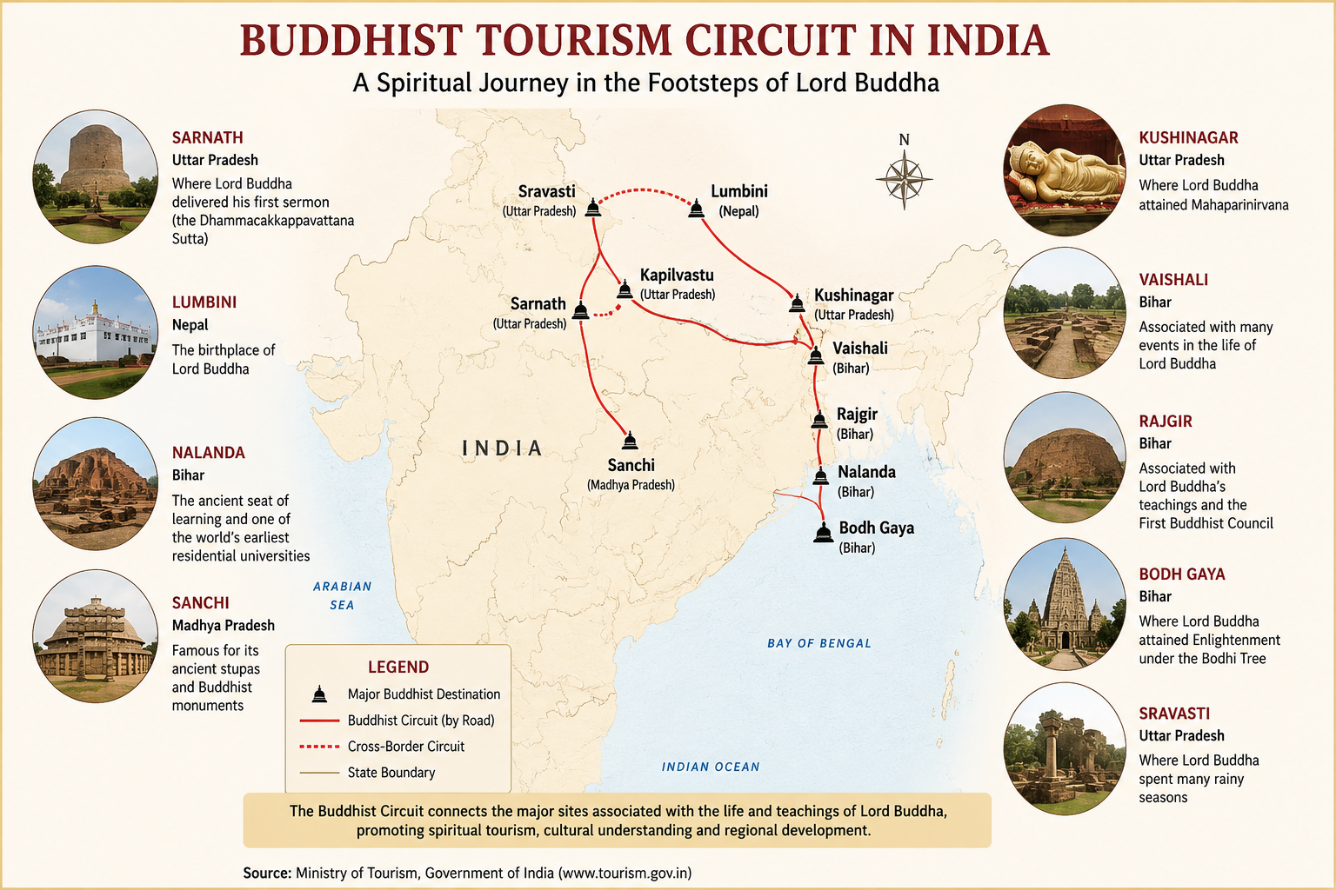 BUDDHIST TOURISM CIRCUIT IN INDIA
A Spiritual Journey in the Footsteps of Lord Buddha
SARNATH
Uttar Pradesh
Where Lord Buddha
delivered his first sermon
(the Dhammacakkappavattana
Sutta)
LUMBINI
Nepal
The birthplace of
Lord Buddha
NALANDA
Bihar
The ancient seat of
learning and one of
the world's earliest
residential universities
SANCHI
Madhya Pradesh
Famous for its
ancient stupas
and Buddhist
monuments
N
Sravasti
(Uttar Pradesh)
Lumbini
(Nepal)
Kapilvastu
(Uttar Pradesh)
Sarnath
(Uttar Pradesh)
Kushinagar
(Uttar Pradesh)
Vaishali
(Bihar)
Rajgir
(Bihar)
INDIA
Sanchi
(Madhya Pradesh)
Nalanda
(Bihar)
Bodh Gaya
(Bihar)
ARABIAN
SEA
BAY OF BENGAL
INDIAN OCEAN
LEGEND
Major Buddhist Destination
Buddhist Circuit (by Road)
Cross-Border Circuit
State Boundary
KUSHINAGAR
Uttar Pradesh
Where Lord Buddha
attained Mahaparinirvana
VAISHALI
Bihar
Associated with many
events in the life of
Lord Buddha
RAJGIR
Bihar
Associated with
Lord Buddha's
teachings and the
First Buddhist Council
BODH GAYA
Bihar
Where Lord Buddha
attained Enlightenment
under the Bodhi Tree
SRAVASTI
Uttar Pradesh
Where Lord Buddha
spent many rainy
seasons
The Buddhist Circuit connects the major sites associated with the life and teachings of Lord Buddha,
promoting spiritual tourism, cultural understanding and regional development.
Source: Ministry of Tourism, Government of India (www.tourism.gov.in)